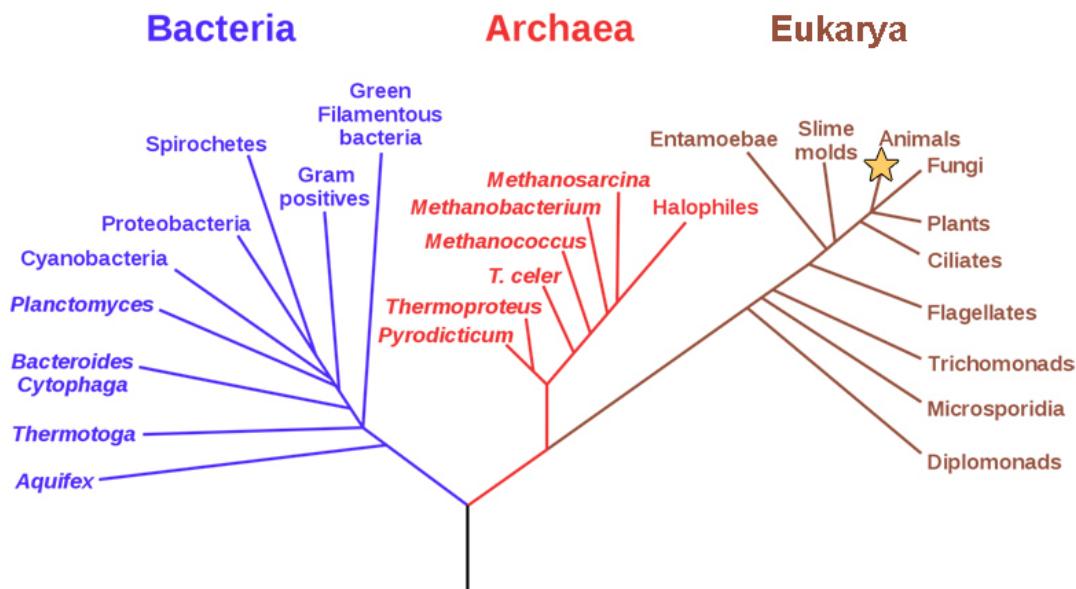 Bacteria
Archaea
Eukarya
Green
Filamentous
bacteria
Spirochetes
Gram
positives
Proteobacteria
Cyanobacteria
Planctomyces
Bacteroides
Cytophaga
Thermotoga
Aquifex
Methanosarcina
Methanobacterium
Halophiles
Methanococcus
T. celer
Thermoproteus
Pyrodicticum
Entamoebae
Slime
molds
Animals
Fungi
Plants
Ciliates
Flagellates
Trichomonads
Microsporidia
Diplomonads